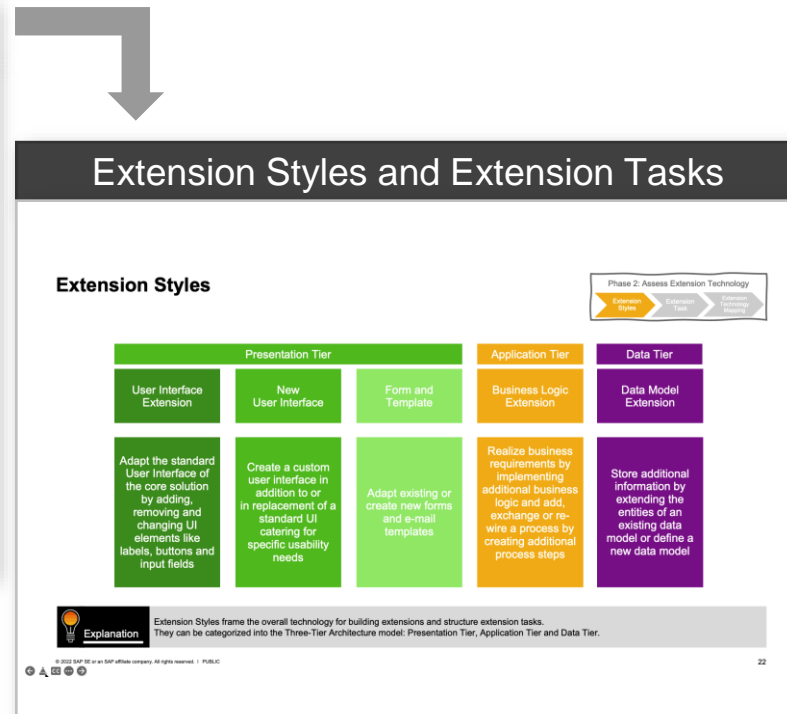 Extension Styles and Extension Tasks
Extension Styles
Phase 2: Assess Extension Technology
Extension
Styles
Extension
Task
Extension
Technology
Mapping
Presentation Tier
Application Tier
Data Tier
User Interface
Extension
New
User Interface
Form and
Template
Business Logic
Extension
Data Model
Extension
Adapt the standard
User Interface of
the core solution
by adding,
removing and
changing UI
elements like
labels, buttons and
input fields
Create a custom
user interface in
addition to or
in replacement of a
standard UI
catering for
specific usability
needs
Adapt existing or
create new forms
and e-mail
templates
Realize business
requirements by
implementing
additional business
logic and add,
exchange or re-
wire a process by
creating additional
process steps
Store additional
information by
extending the
entities of an
existing data
model or define a
new data model
Explanation
Extension Styles frame the overall technology for building extensions and structure extension tasks.
They can be categorized into the Three-Tier Architecture model: Presentation Tier, Application Tier and Data Tier.
© 2022 SAP SE or an SAP affiliate company. All rights reserved. | PUBLIC
22